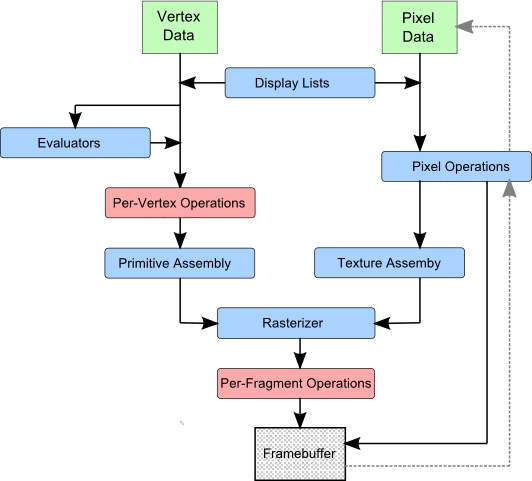 Vertex
Data
Pixel
Data
Display Lists
Evaluators
Pixel Operations
Per-Vertex Operations
Primitive Assembly
Texture Assemby
Rasterizer
Per-Fragment Operations
Framebuffer